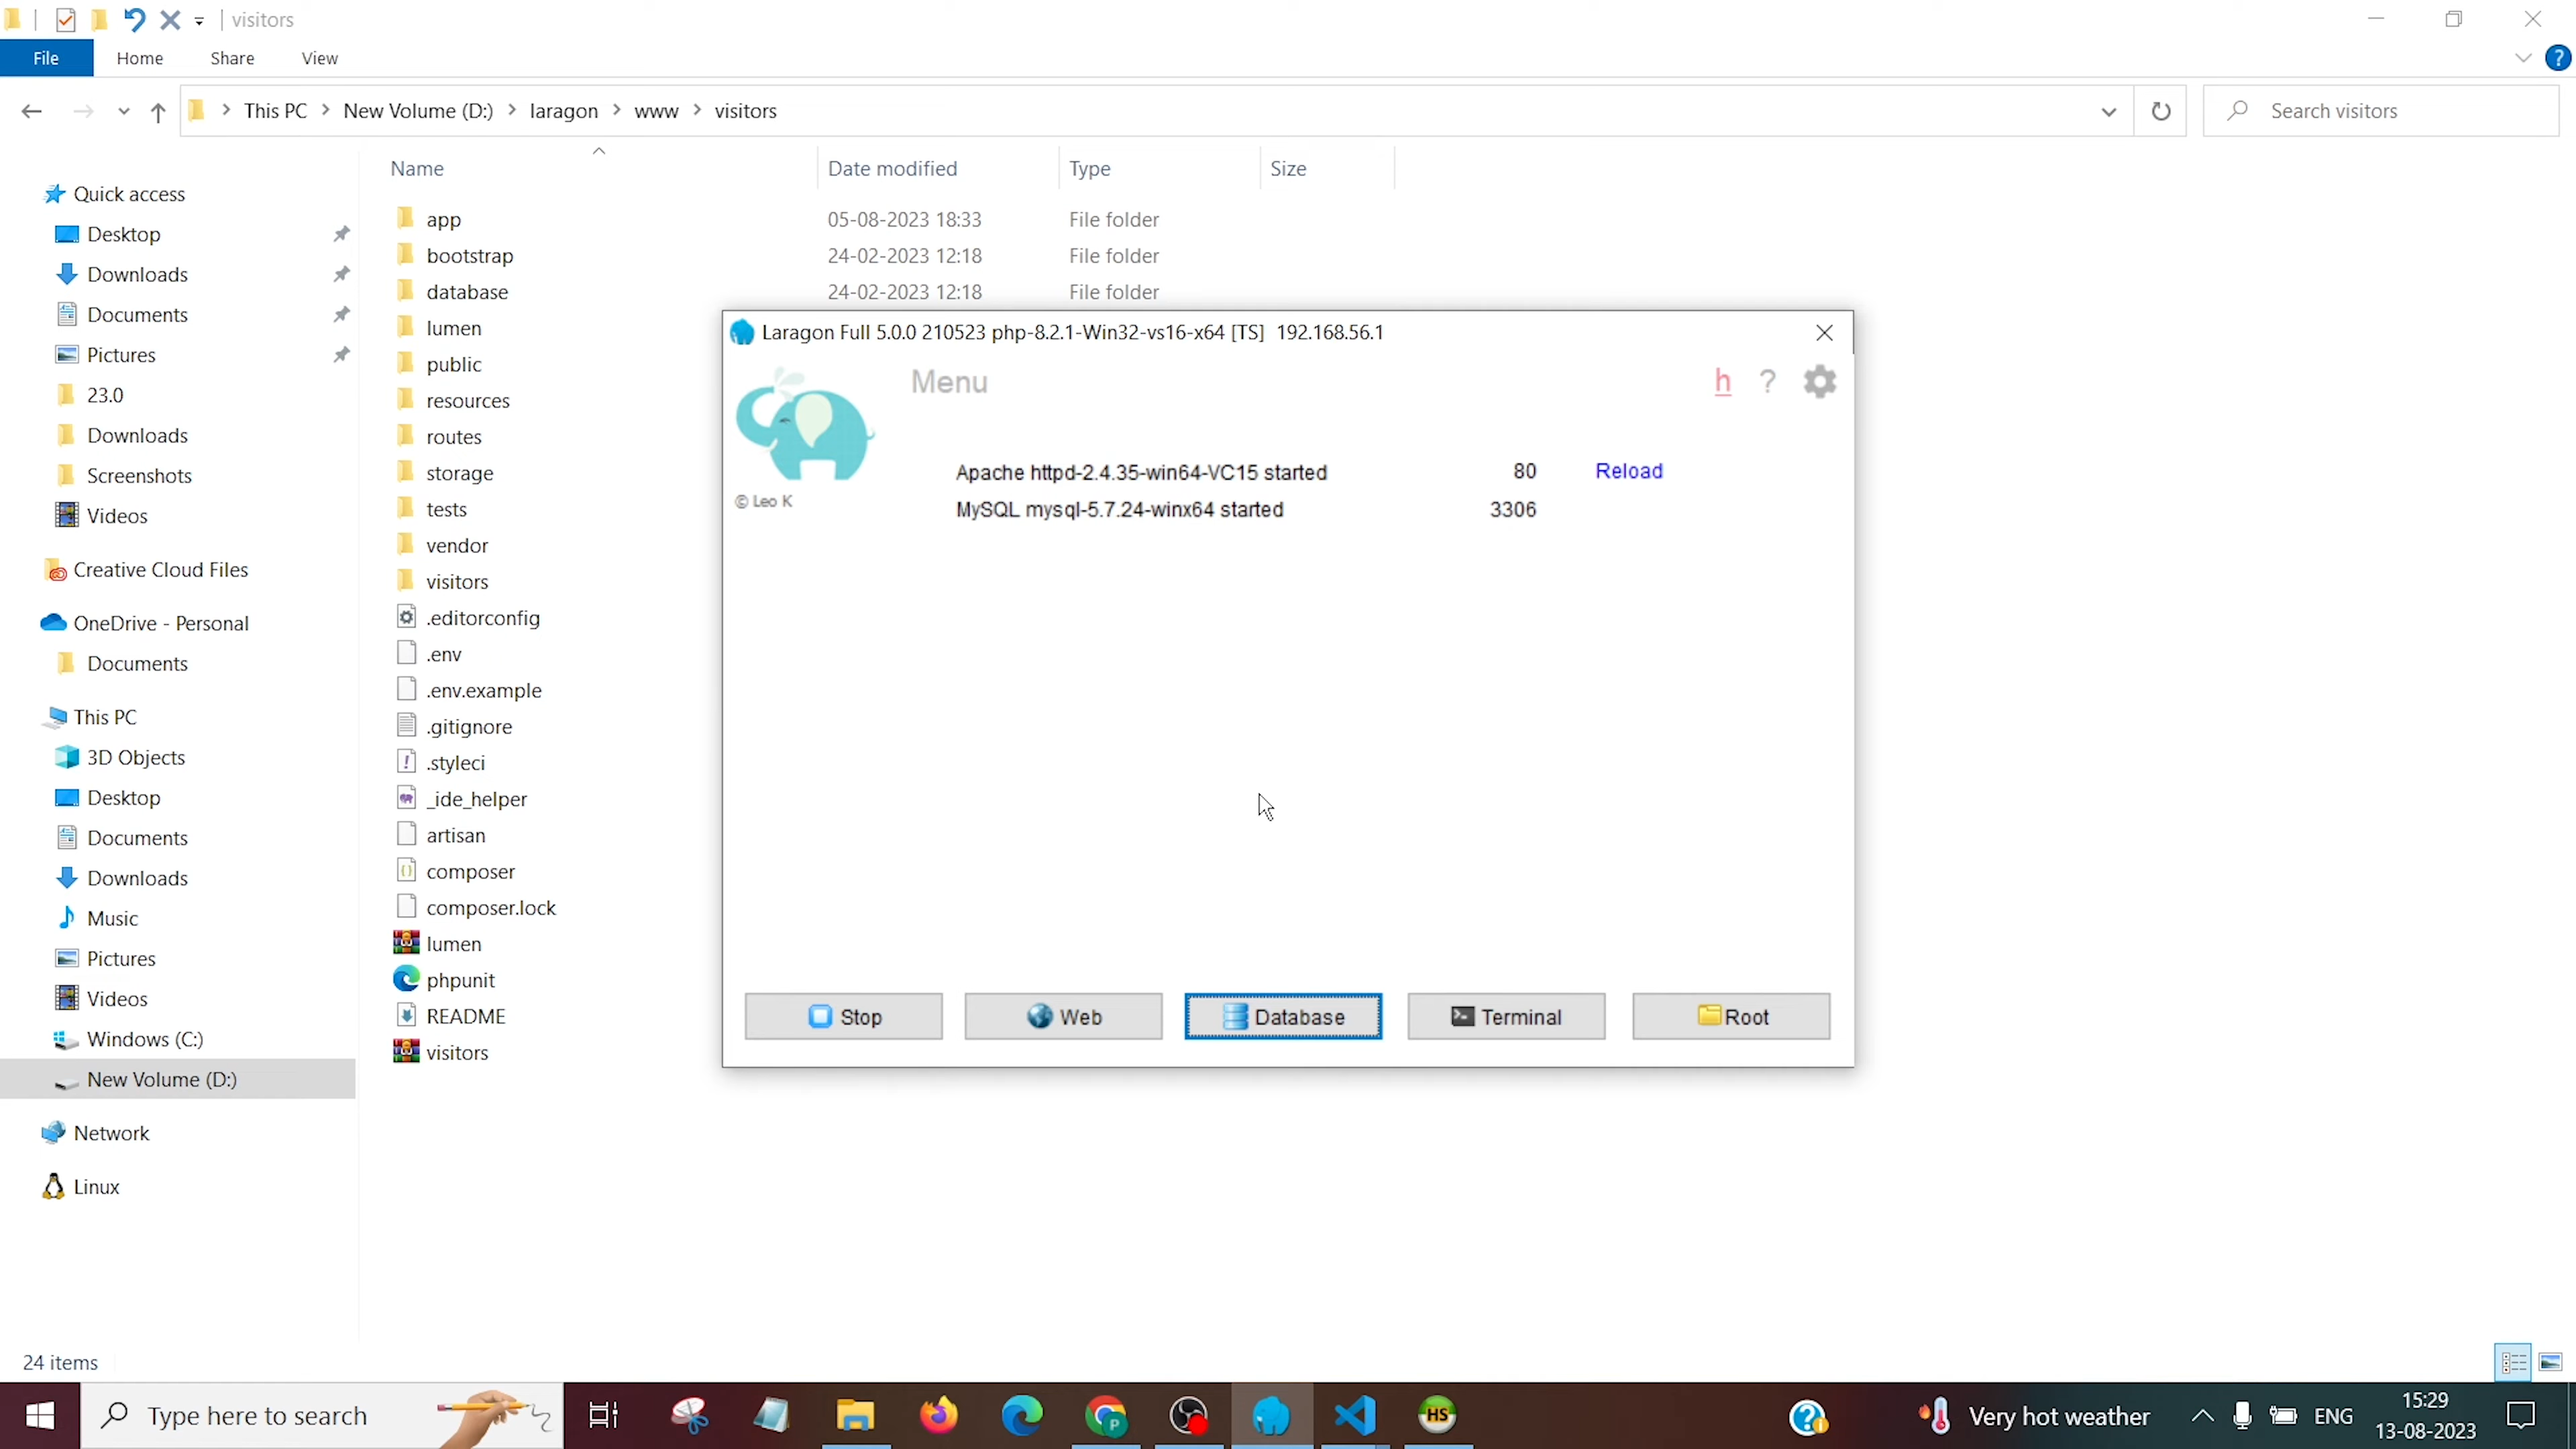 visitors
File Home Share View
This PC New Volume (D:) laragon www visitors
Search visitors
Name Date modified Type Size
Quick access
Desktop
Downloads
Documents
Pictures
23.0
Downloads
Screenshots
Videos
Creative Cloud Files
OneDrive - Personal
Documents
This PC
3D Objects
Desktop
Documents
Downloads
Music
Pictures
Videos
Windows (C:)
New Volume (D:)
Network
Linux
app 05-08-2023 18:33 File folder
bootstrap 24-02-2023 12:18 File folder
database 24-02-2023 12:18 File folder
lumen
public
resources
routes
storage
tests
vendor
visitors
.editorconfig
.env
.env.example
.gitignore
.styleci
_ide_helper
artisan
composer
composer.lock
lumen
phpunit
README
visitors
Laragon Full 5.0.0 210523 php-8.2.1-Win32-vs16-x64 [TS] 192.168.56.1
Menu h ?
© Leo K
Apache httpd-2.4.35-win64-VC15 started 80 Reload
MySQL mysql-5.7.24-winx64 started 3306
Stop Web Database Terminal Root
24 items
Type here to search
P
HS
Very hot weather
ENG
15:29
13-08-2023